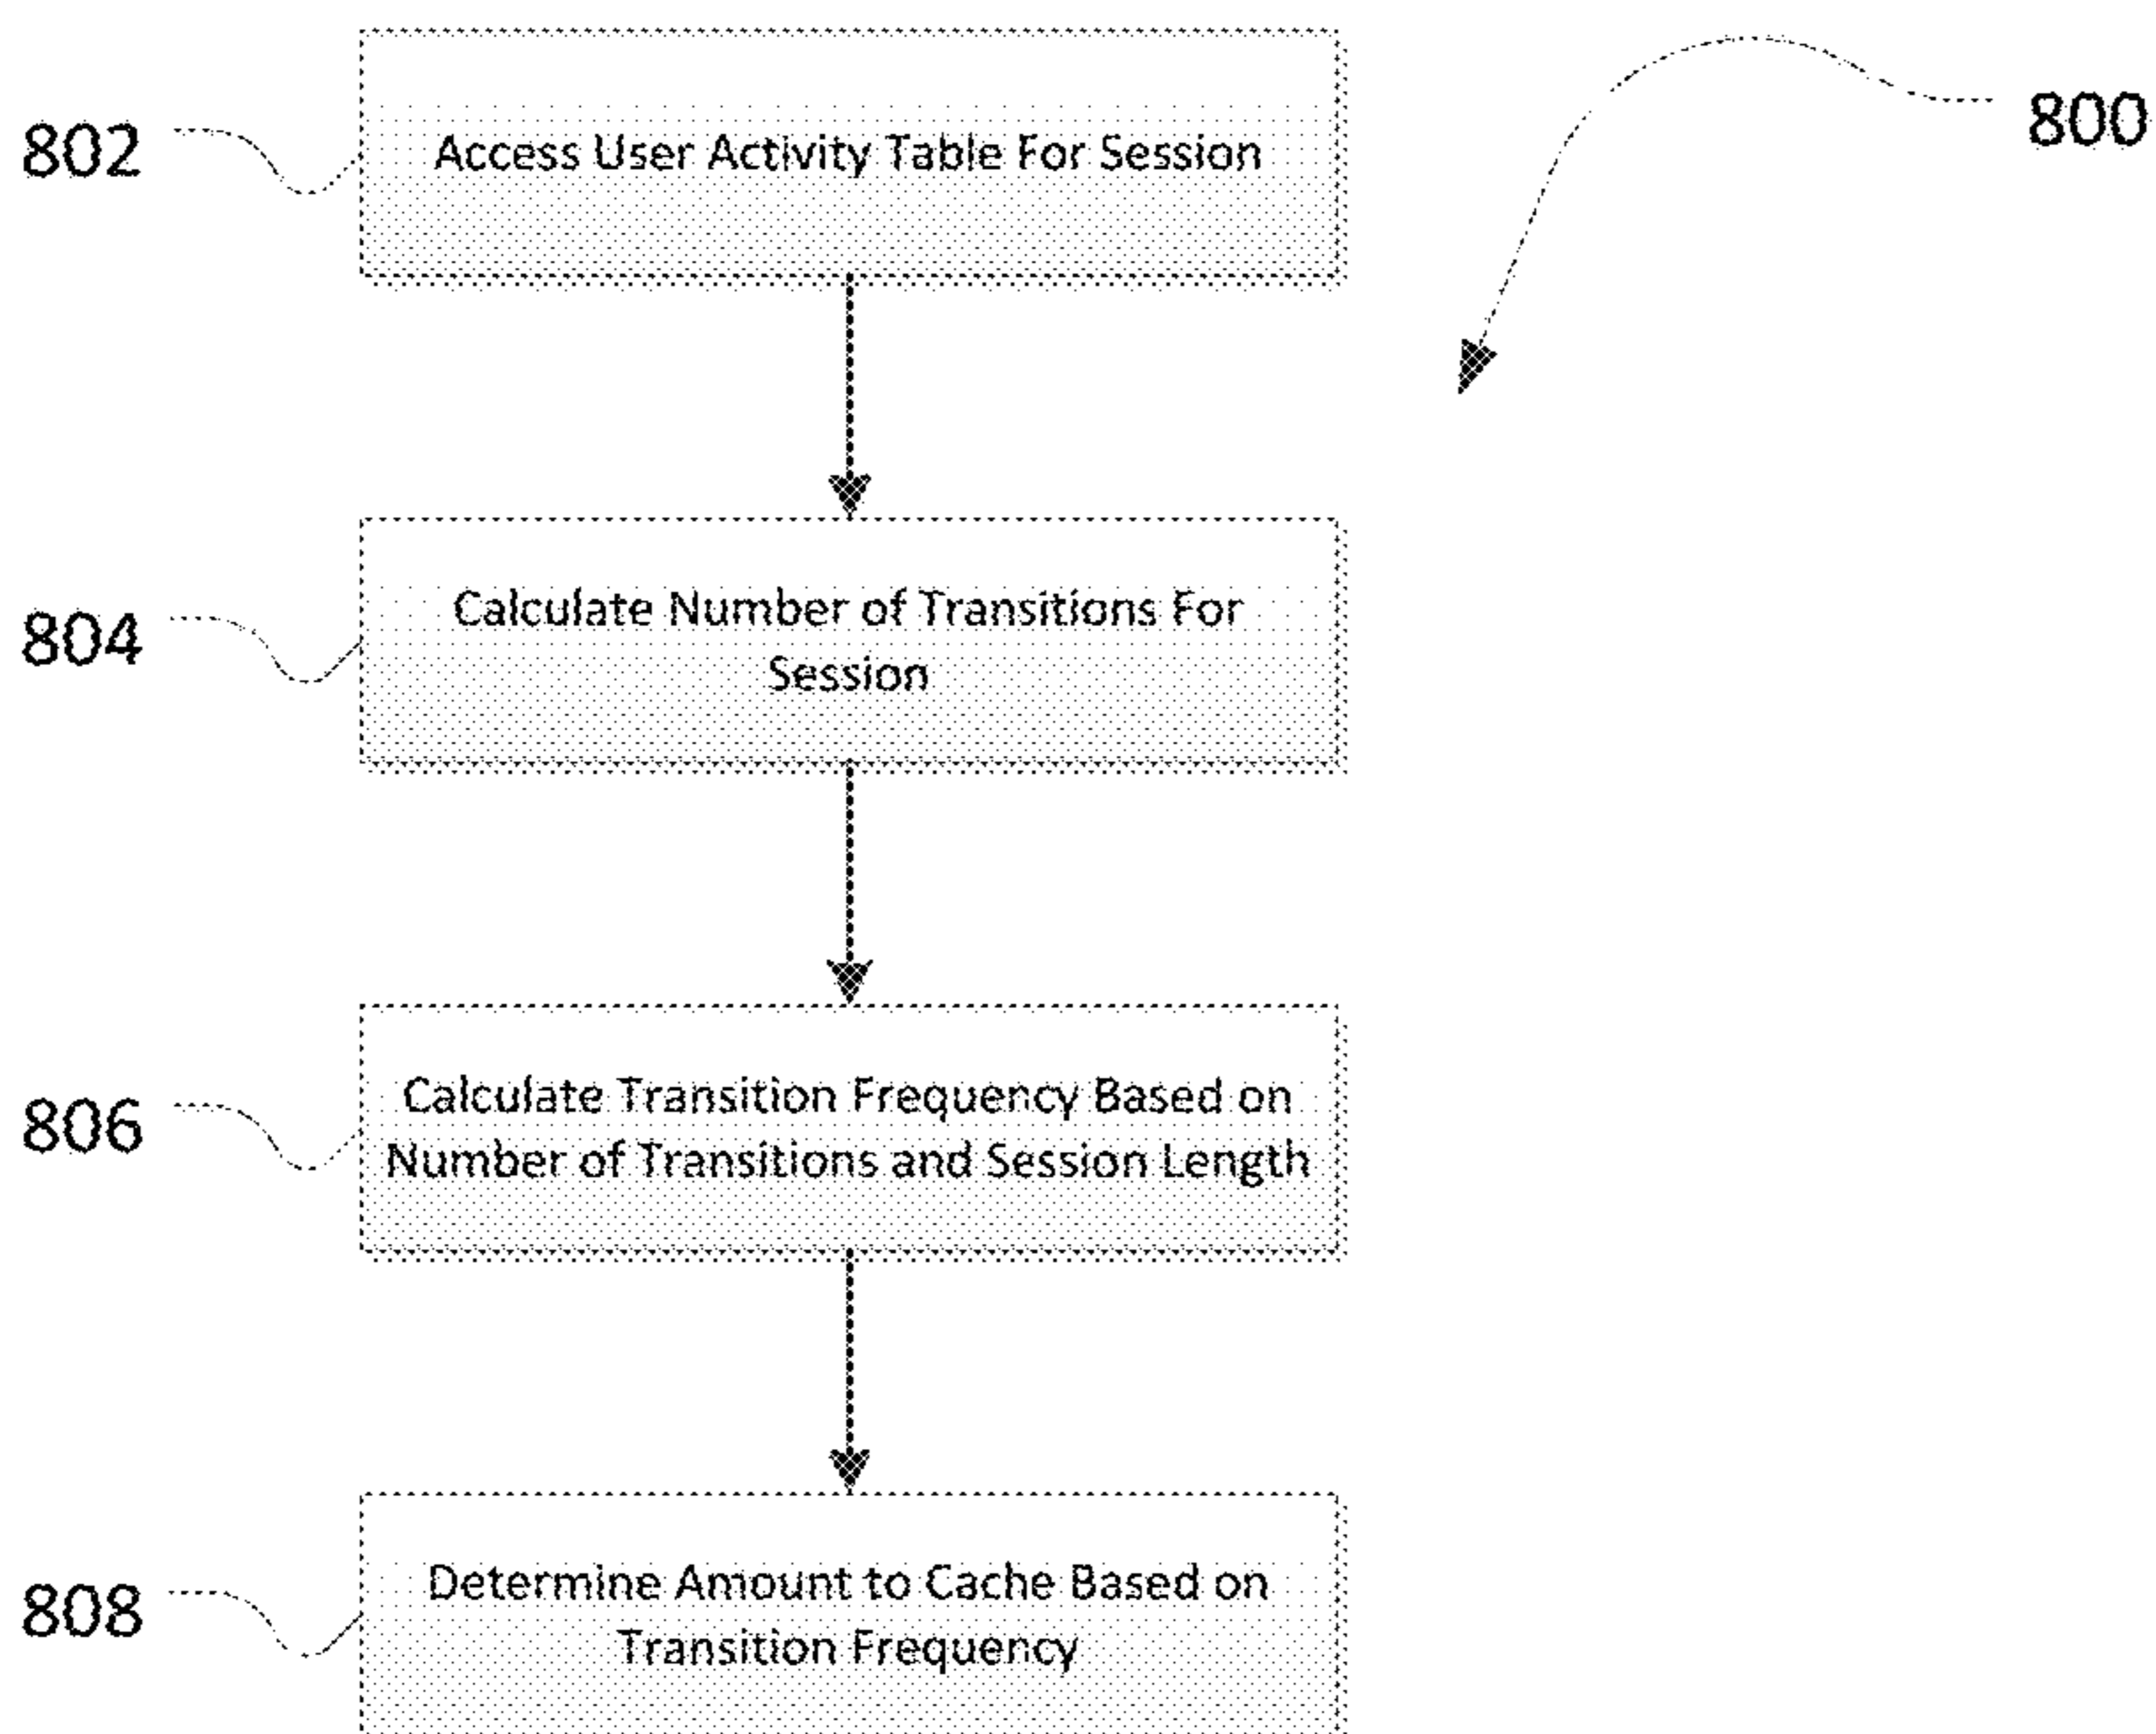 800
802
Access User Activity Table For Session
804
Calculate Number of Transitions For
Session
806
Calculate Transition Frequency Based on
Number of Transitions and Session Length
808
Determine Amount to Cache Based on
Transition Frequency